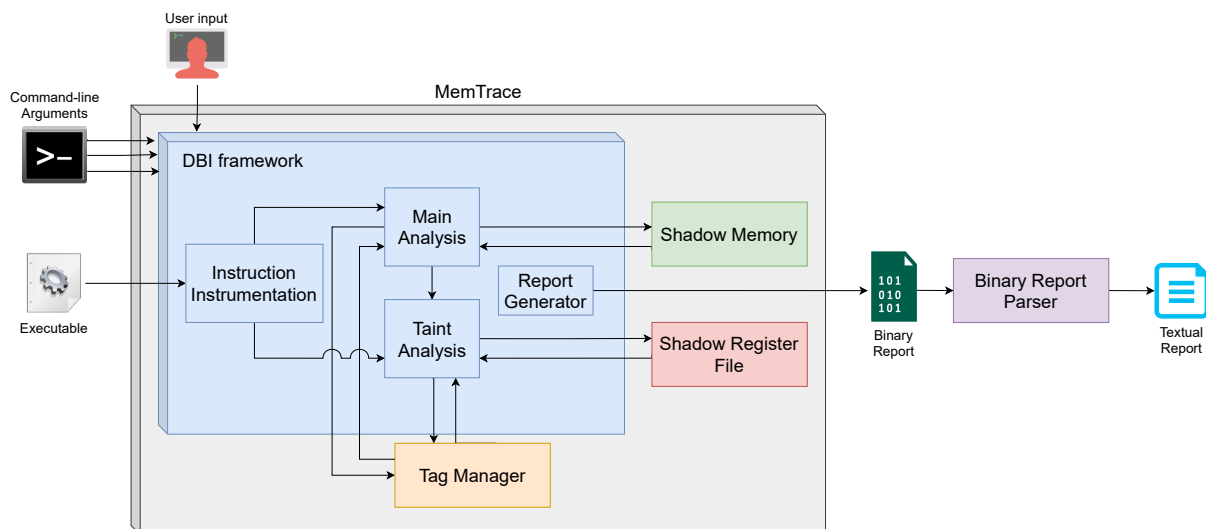 User input
MemTrace
Command-line
Arguments
>–
DBI framework
Main
Analysis
Shadow Memory
Instruction
Instrumentation
Report
Generator
101
010
101
Binary Report
Parser
Executable
Taint
Analysis
Shadow Register
File
Binary
Report
Textual
Report
Tag Manager